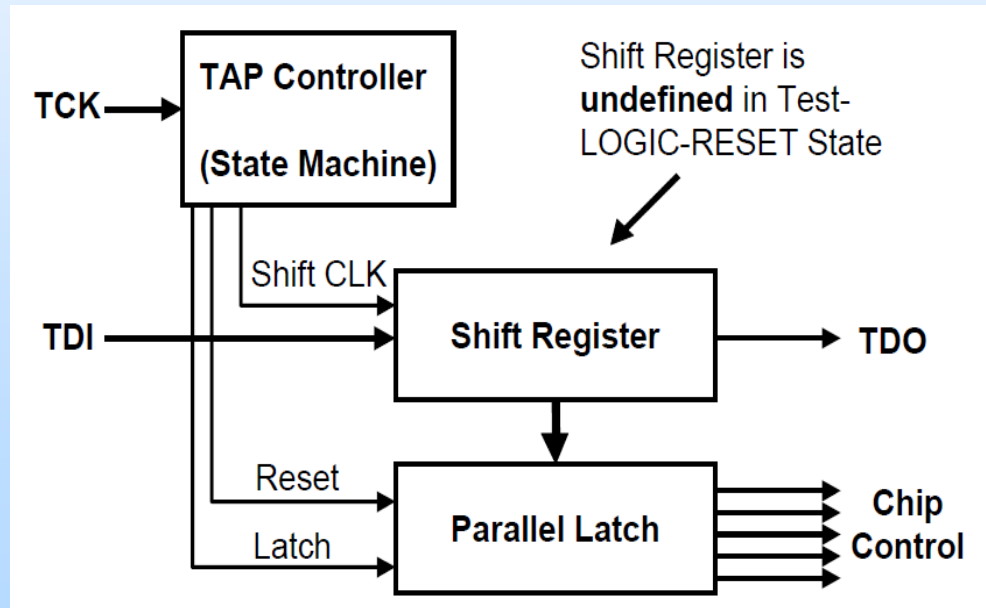 TAP Controller
(State Machine)
Shift Register is
undefined in Test-
LOGIC-RESET State
TCK
Shift CLK
TDI
Shift Register
TDO
Reset
Latch
Parallel Latch
Chip
Control